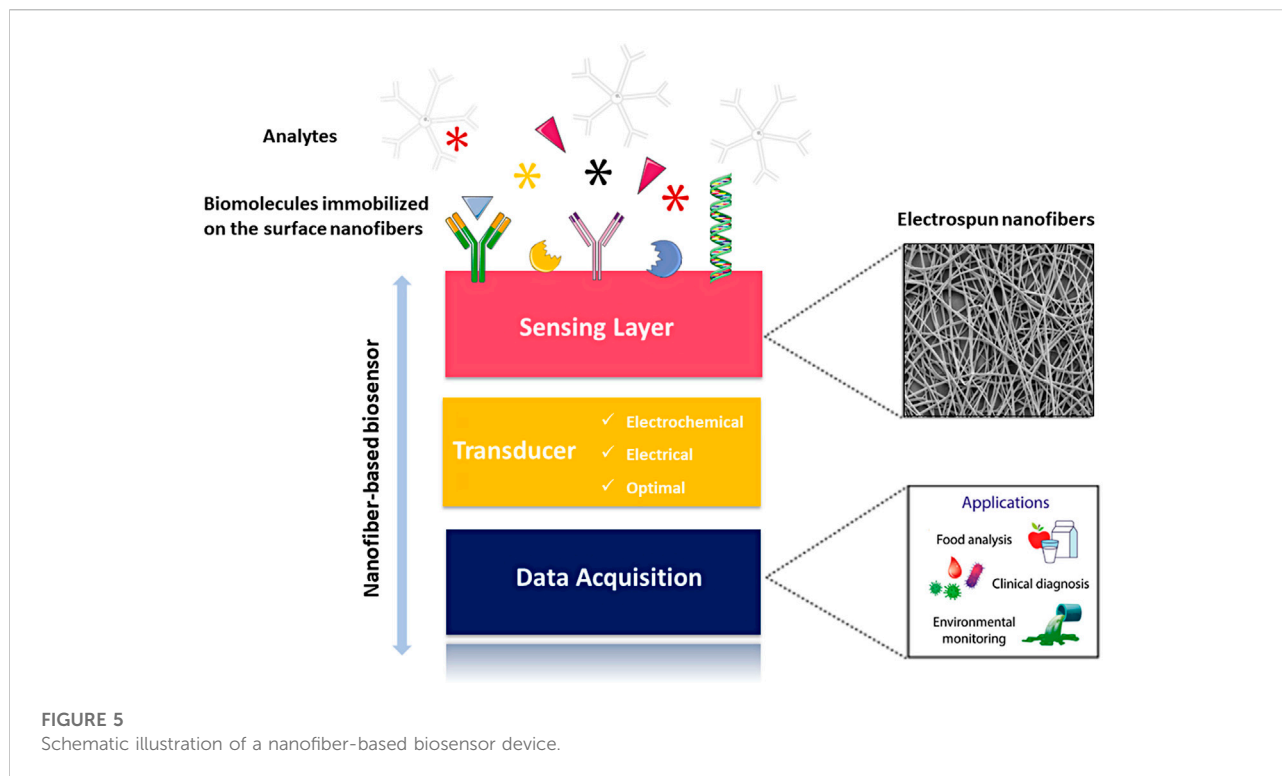 Analytes
Biomolecules immobilized
on the surface nanofibers
Nanofiber-based biosensor
Sensing Layer
Transducer
✓ Electrochemical
✓ Electrical
✓ Optimal
Data Acquisition
Electrospun nanofibers
Applications
Food analysis
Clinical diagnosis
Environmental
monitoring
FIGURE 5
Schematic illustration of a nanofiber-based biosensor device.